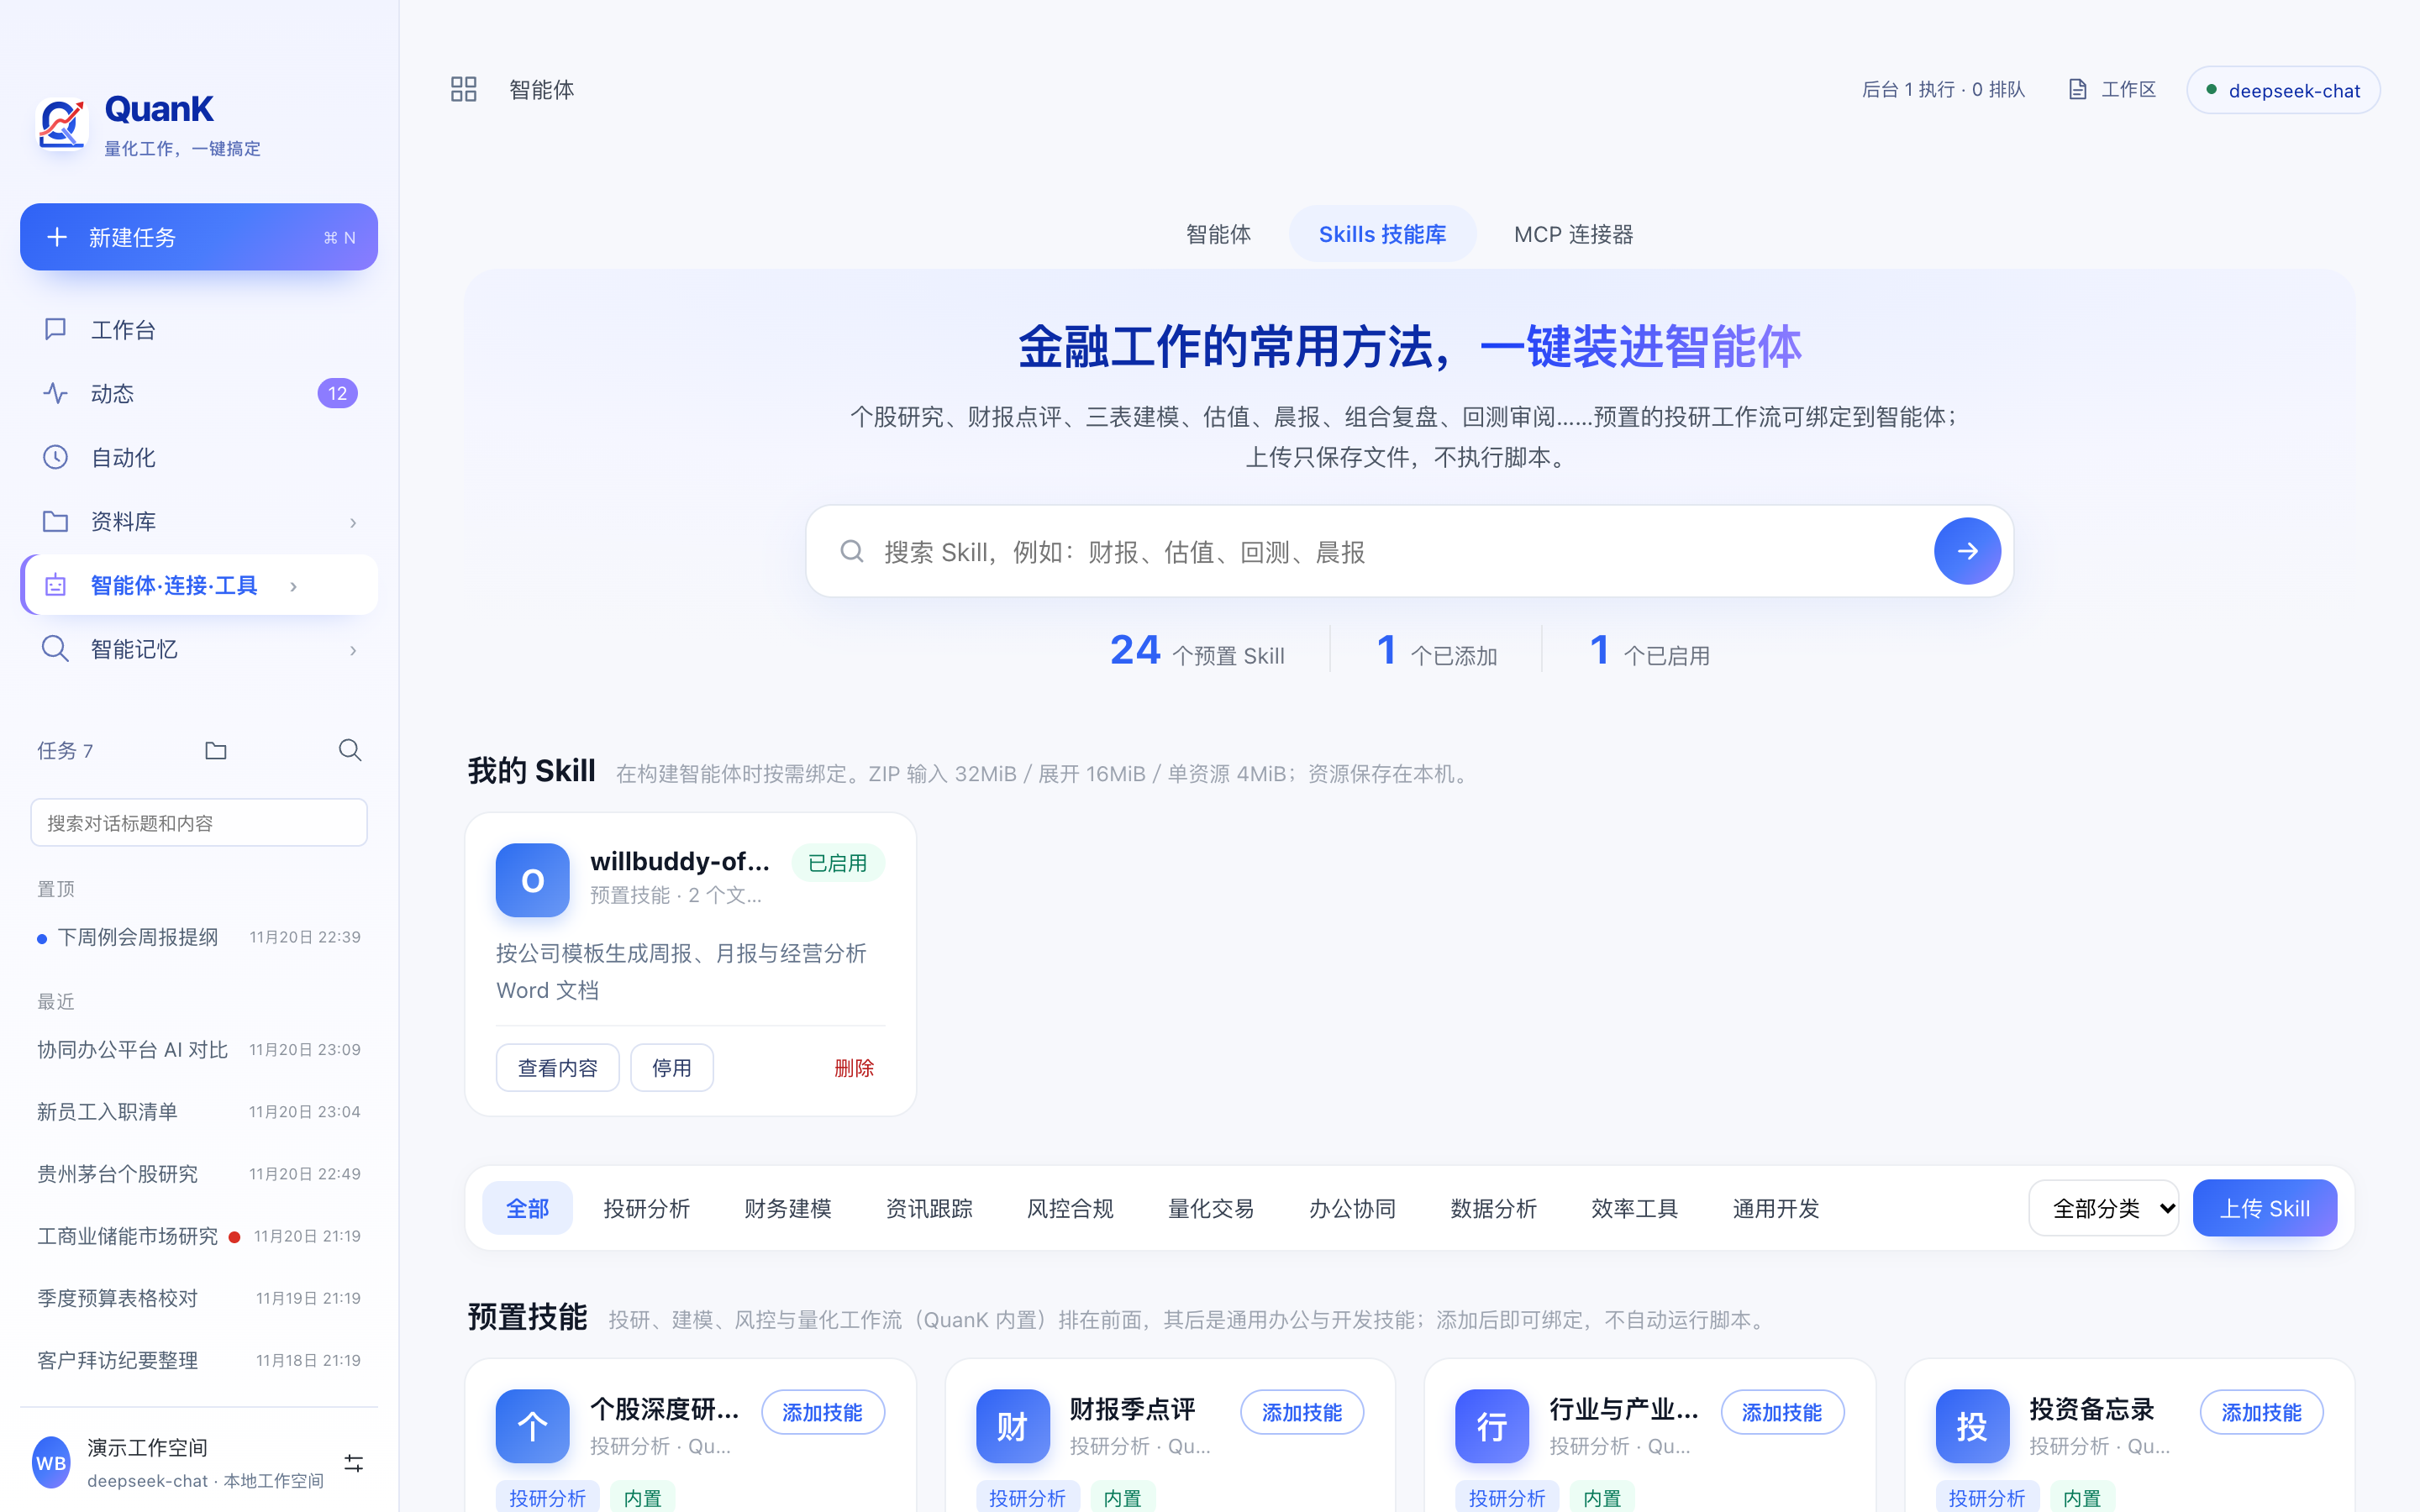 QuanK
量化工作，一键搞定
新建任务 ⌘ N
工作台
动态 12
自动化
资料库
智能体·连接·工具
智能记忆
任务 7
搜索对话标题和内容
置顶
下周例会周报提纲 11月20日 22:39
最近
协同办公平台 AI 对比 11月20日 23:09
新员工入职清单 11月20日 23:04
贵州茅台个股研究 11月20日 22:49
工商业储能市场研究 11月20日 21:19
季度预算表格校对 11月19日 21:19
客户拜访纪要整理 11月18日 21:19
WB
演示工作空间
deepseek-chat · 本地工作空间
智能体
后台 1 执行 · 0 排队
工作区
deepseek-chat
智能体 Skills 技能库 MCP 连接器
金融工作的常用方法，一键装进智能体
个股研究、财报点评、三表建模、估值、晨报、组合复盘、回测审阅……预置的投研工作流可绑定到智能体；
上传只保存文件，不执行脚本。
搜索 Skill，例如：财报、估值、回测、晨报
24 个预置 Skill 1 个已添加 1 个已启用
我的 Skill 在构建智能体时按需绑定。ZIP 输入 32MiB / 展开 16MiB / 单资源 4MiB；资源保存在本机。
O
willbuddy-of... 已启用
预置技能 · 2 个文...
按公司模板生成周报、月报与经营分析
Word 文档
查看内容 停用 删除
全部 投研分析 财务建模 资讯跟踪 风控合规 量化交易 办公协同 数据分析 效率工具 通用开发 全部分类 上传 Skill
预置技能 投研、建模、风控与量化工作流（QuanK 内置）排在前面，其后是通用办公与开发技能；添加后即可绑定，不自动运行脚本。
个
个股深度研... 添加技能
投研分析 · Qu...
投研分析 内置
财
财报季点评 添加技能
投研分析 · Qu...
投研分析 内置
行
行业与产业... 添加技能
投研分析 · Qu...
投研分析 内置
投
投资备忘录 添加技能
投研分析 · Qu...
投研分析 内置